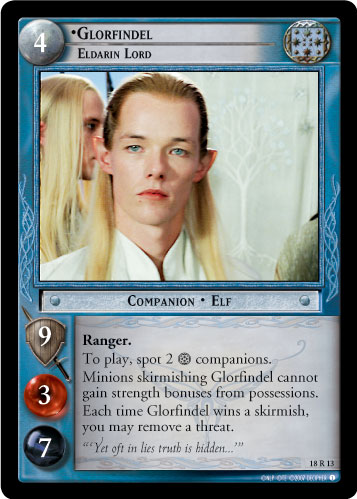 4
•Glorfindel
Eldarin Lord
Companion • Elf
9
3
7
Ranger.
To play, spot 2 companions.
Minions skirmishing Glorfindel cannot
gain strength bonuses from possessions.
Each time Glorfindel wins a skirmish,
you may remove a threat.
“‘Yet oft in lies truth is hidden...’”
18 R 13